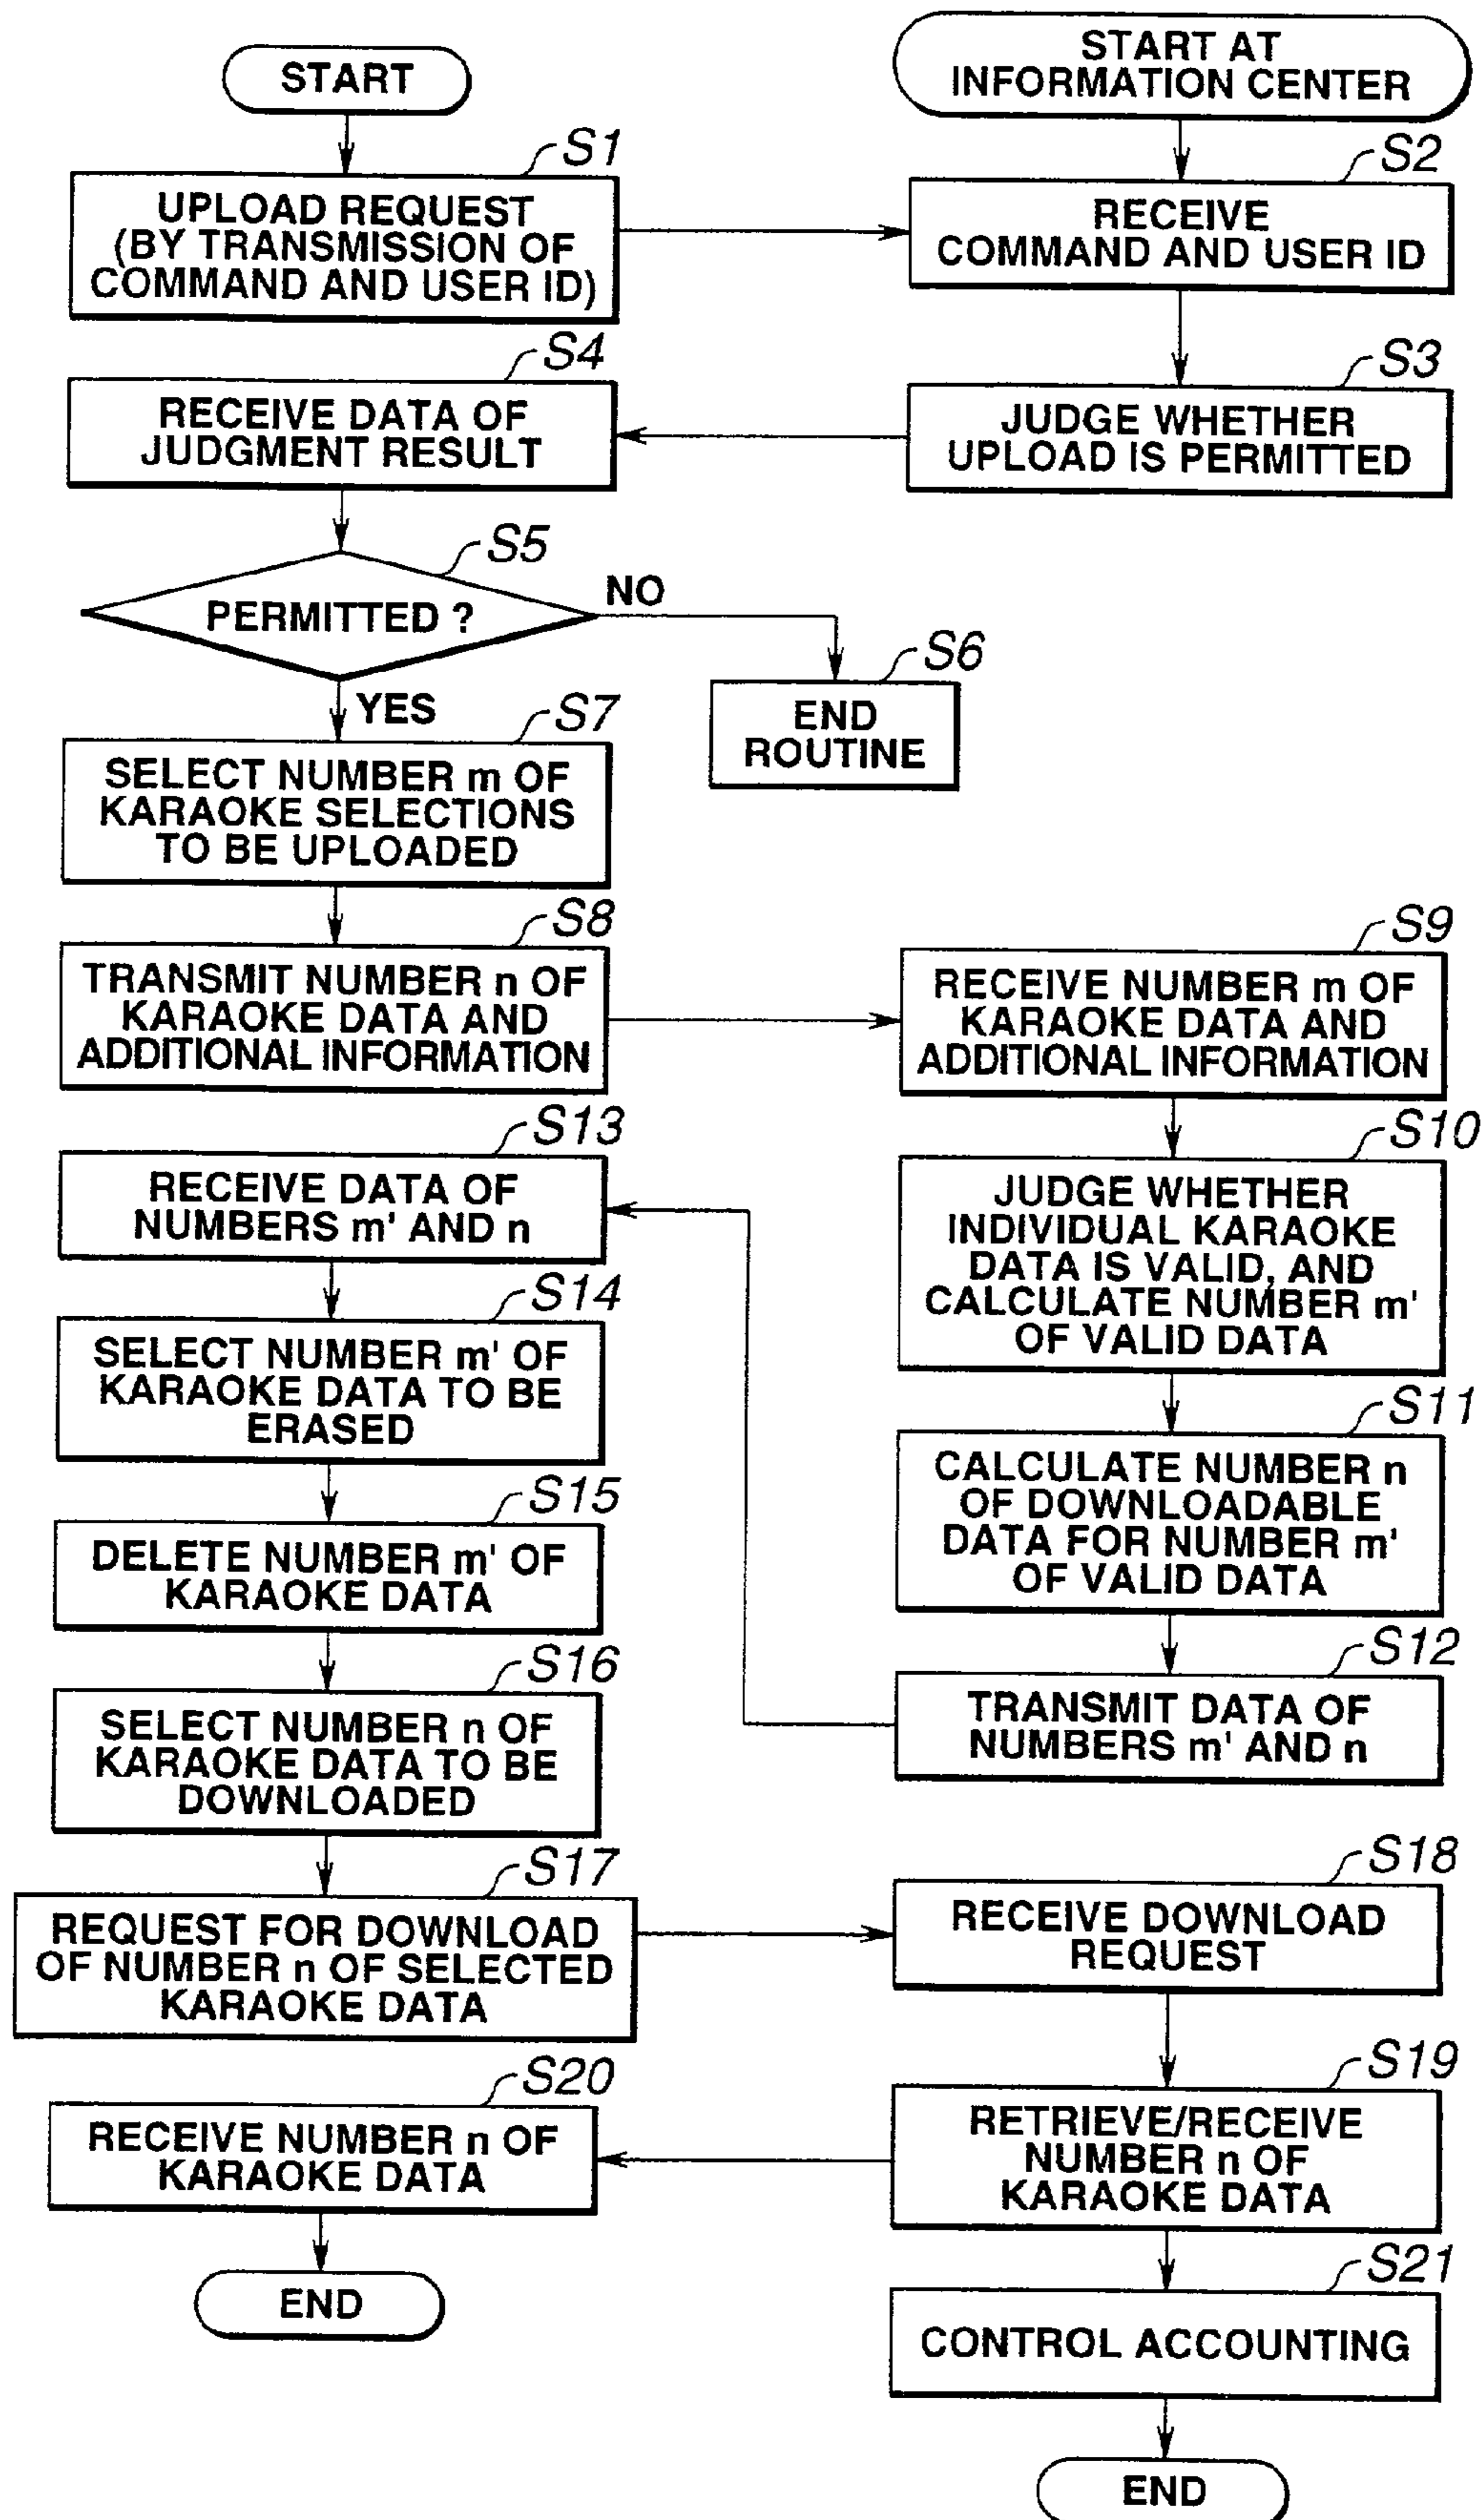 START
START AT
INFORMATION CENTER
S1
UPLOAD REQUEST
(BY TRANSMISSION OF
COMMAND AND USER ID)
S2
RECEIVE
COMMAND AND USER ID
S4
RECEIVE DATA OF
JUDGMENT RESULT
S3
JUDGE WHETHER
UPLOAD IS PERMITTED
S5
PERMITTED ?
NO
S6
END
ROUTINE
YES
S7
SELECT NUMBER m OF
KARAOKE SELECTIONS
TO BE UPLOADED
S8
TRANSMIT NUMBER n OF
KARAOKE DATA AND
ADDITIONAL INFORMATION
S9
RECEIVE NUMBER m OF
KARAOKE DATA AND
ADDITIONAL INFORMATION
S13
RECEIVE DATA OF
NUMBERS m' AND n
S10
JUDGE WHETHER
INDIVIDUAL KARAOKE
DATA IS VALID, AND
CALCULATE NUMBER m'
OF VALID DATA
S14
SELECT NUMBER m' OF
KARAOKE DATA TO BE
ERASED
S11
CALCULATE NUMBER n
OF DOWNLOADABLE
DATA FOR NUMBER m'
OF VALID DATA
S15
DELETE NUMBER m' OF
KARAOKE DATA
S12
TRANSMIT DATA OF
NUMBERS m' AND n
S16
SELECT NUMBER n OF
KARAOKE DATA TO BE
DOWNLOADED
S17
REQUEST FOR DOWNLOAD
OF NUMBER n OF SELECTED
KARAOKE DATA
S18
RECEIVE DOWNLOAD
REQUEST
S20
RECEIVE NUMBER n OF
KARAOKE DATA
S19
RETRIEVE/RECEIVE
NUMBER n OF
KARAOKE DATA
END
S21
CONTROL ACCOUNTING
END